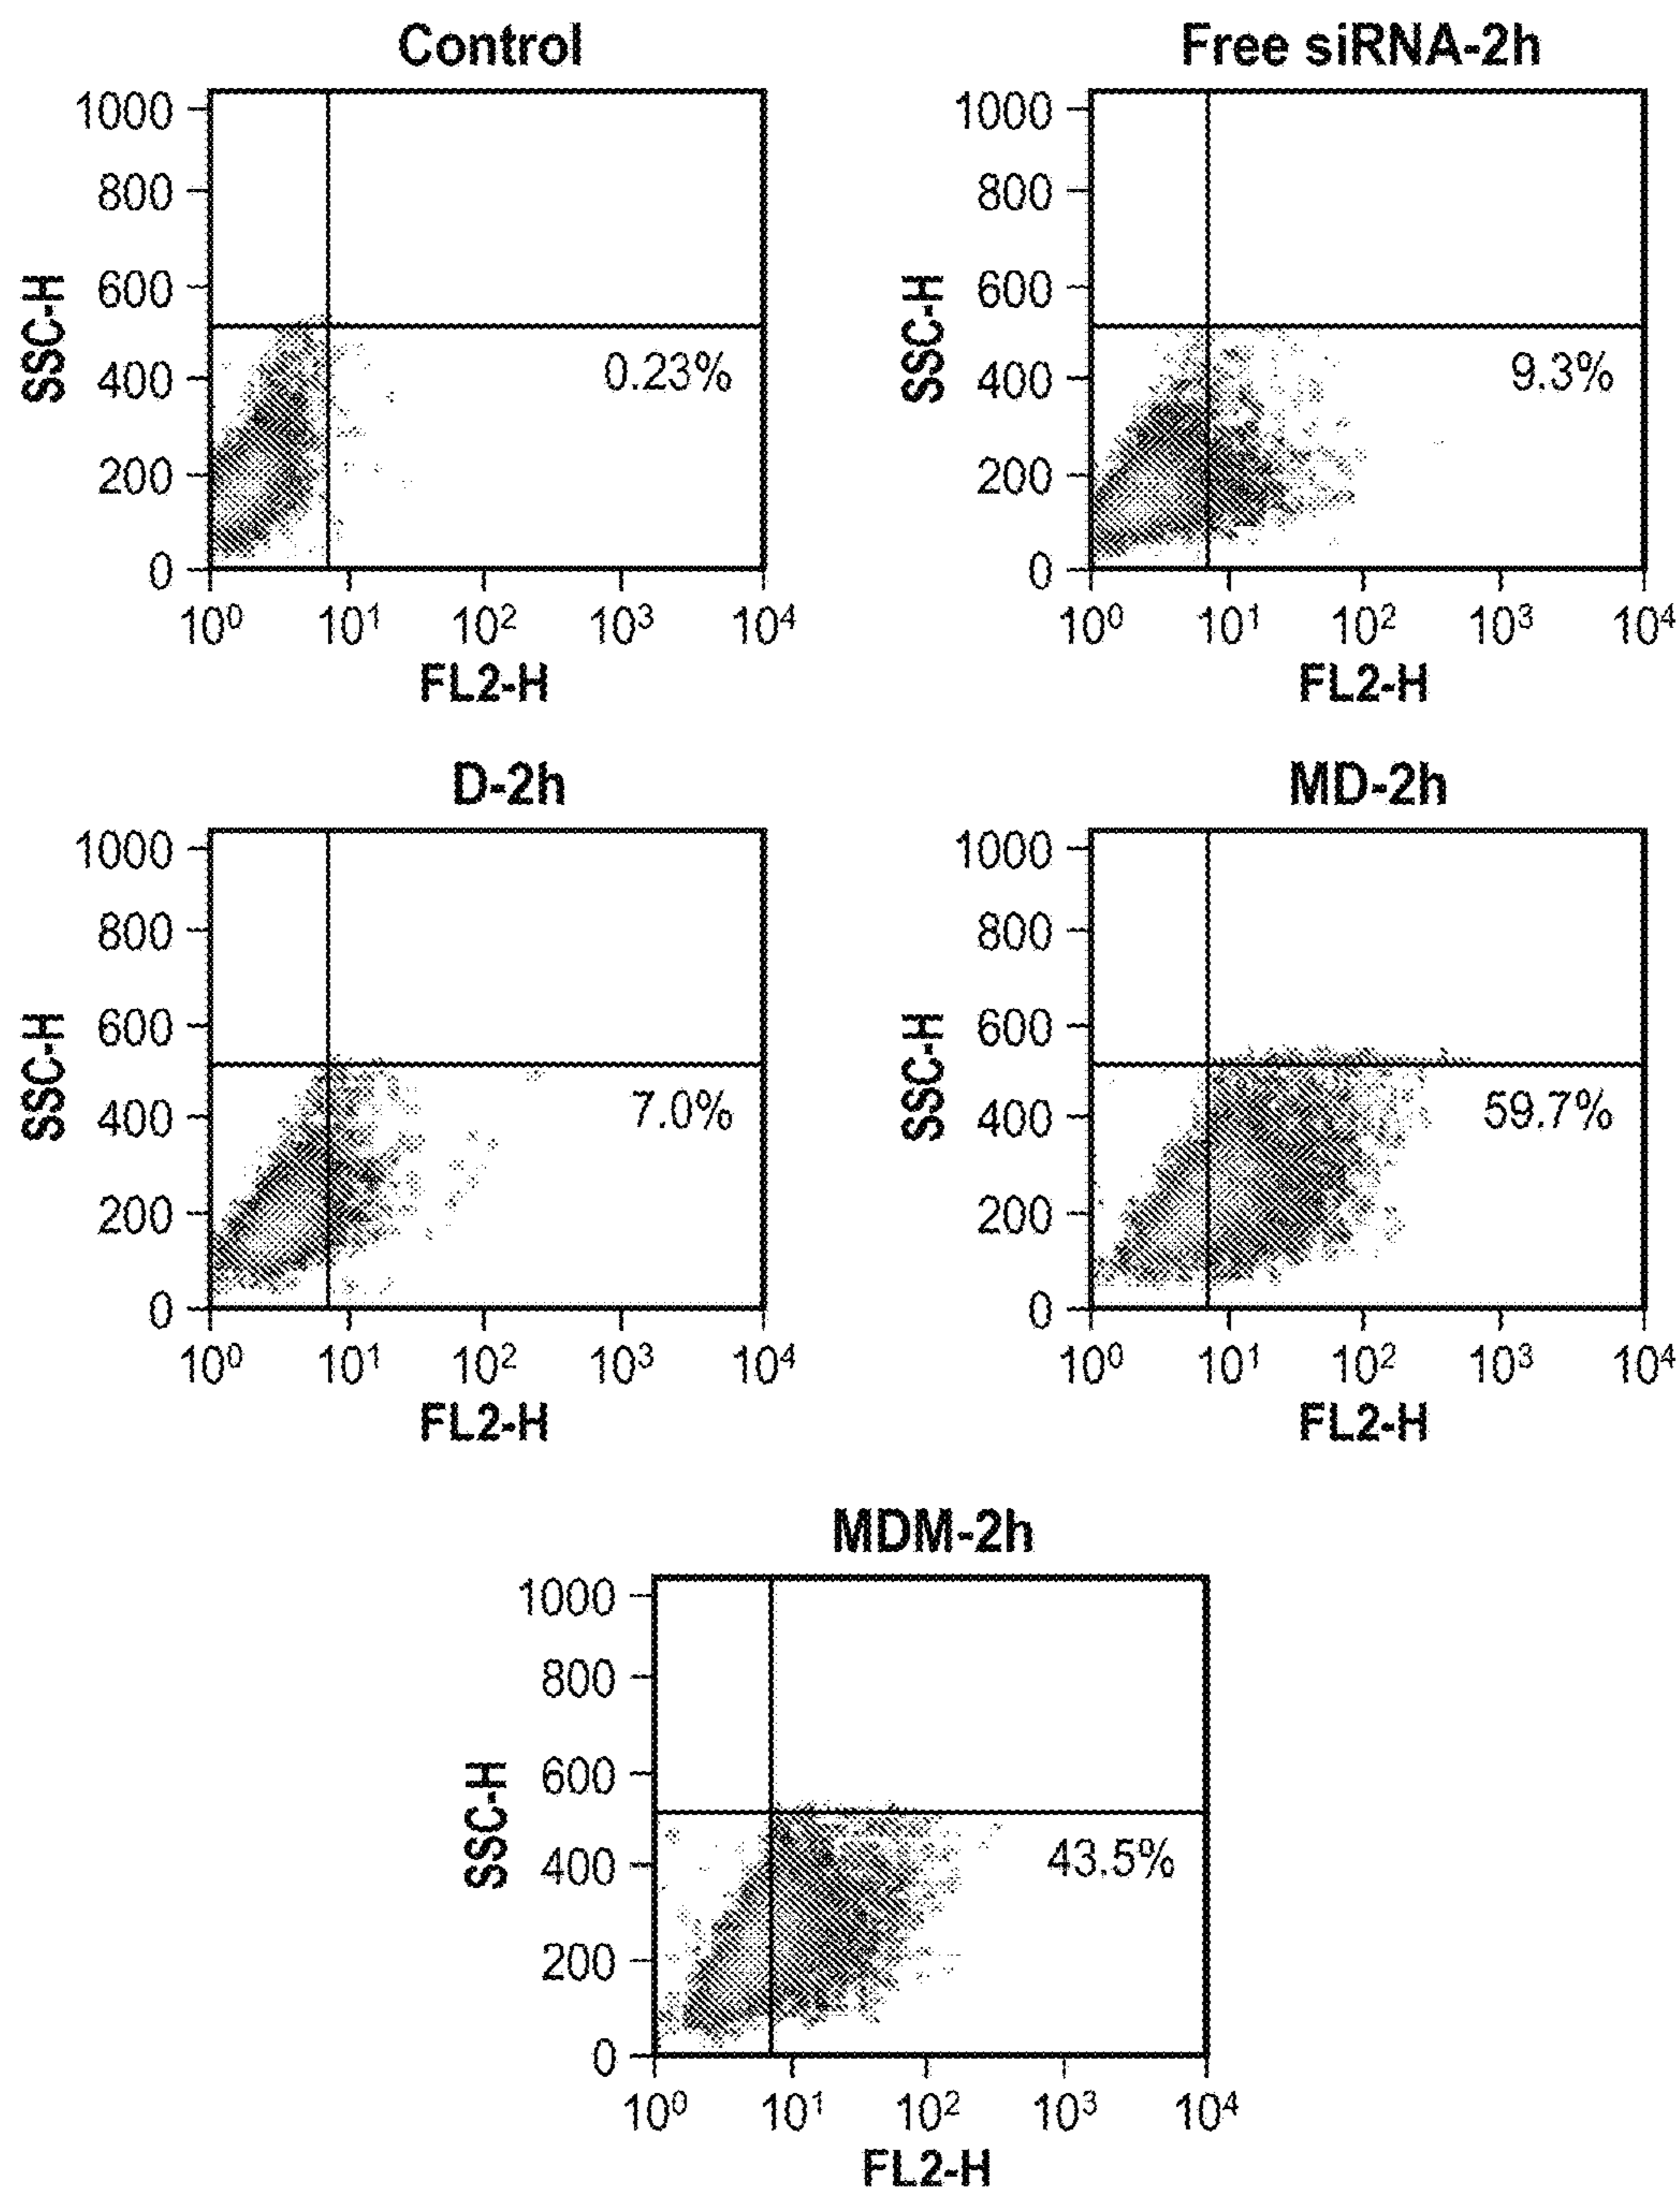 Control
1000
800
600
400
200
0
SSC-H
0.23%
10⁰ 10¹ 10² 10³ 10⁴
FL2-H
Free siRNA-2h
1000
800
600
400
200
0
SSC-H
9.3%
10⁰ 10¹ 10² 10³ 10⁴
FL2-H
D-2h
1000
800
600
400
200
0
SSC-H
7.0%
10⁰ 10¹ 10² 10³ 10⁴
FL2-H
MD-2h
1000
800
600
400
200
0
SSC-H
59.7%
10⁰ 10¹ 10² 10³ 10⁴
FL2-H
MDM-2h
1000
800
600
400
200
0
SSC-H
43.5%
10⁰ 10¹ 10² 10³ 10⁴
FL2-H